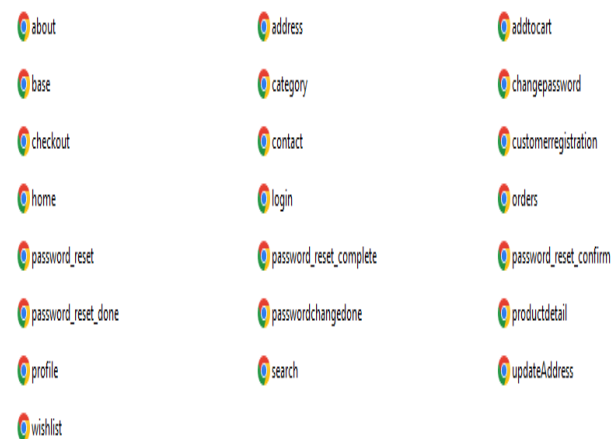 about address addtocart
base category changepassword
checkout contact customerregistration
home login orders
password_reset password_reset_complete password_reset_confirm
password_reset_done passwordchangedone productdetail
profile search updateAddress
wishlist